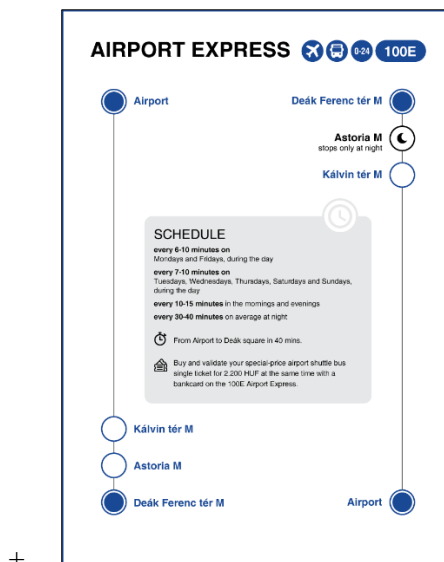 AIRPORT EXPRESS 0-24 100E
Airport
Deák Ferenc tér M
Astoria M
stops only at night
Kálvin tér M
SCHEDULE
every 6-10 minutes on
Mondays and Fridays, during the day
every 7-10 minutes on
Tuesdays, Wednesdays, Thursdays, Saturdays and Sundays,
during the day
every 10-15 minutes in the mornings and evenings
every 30-40 minutes on average at night
From Airport to Deák square in 40 mins.
Buy and validate your special-price airport shuttle bus
single ticket for 2.200 HUF at the same time with a
bankcard on the 100E Airport Express.
Kálvin tér M
Astoria M
Deák Ferenc tér M
Airport